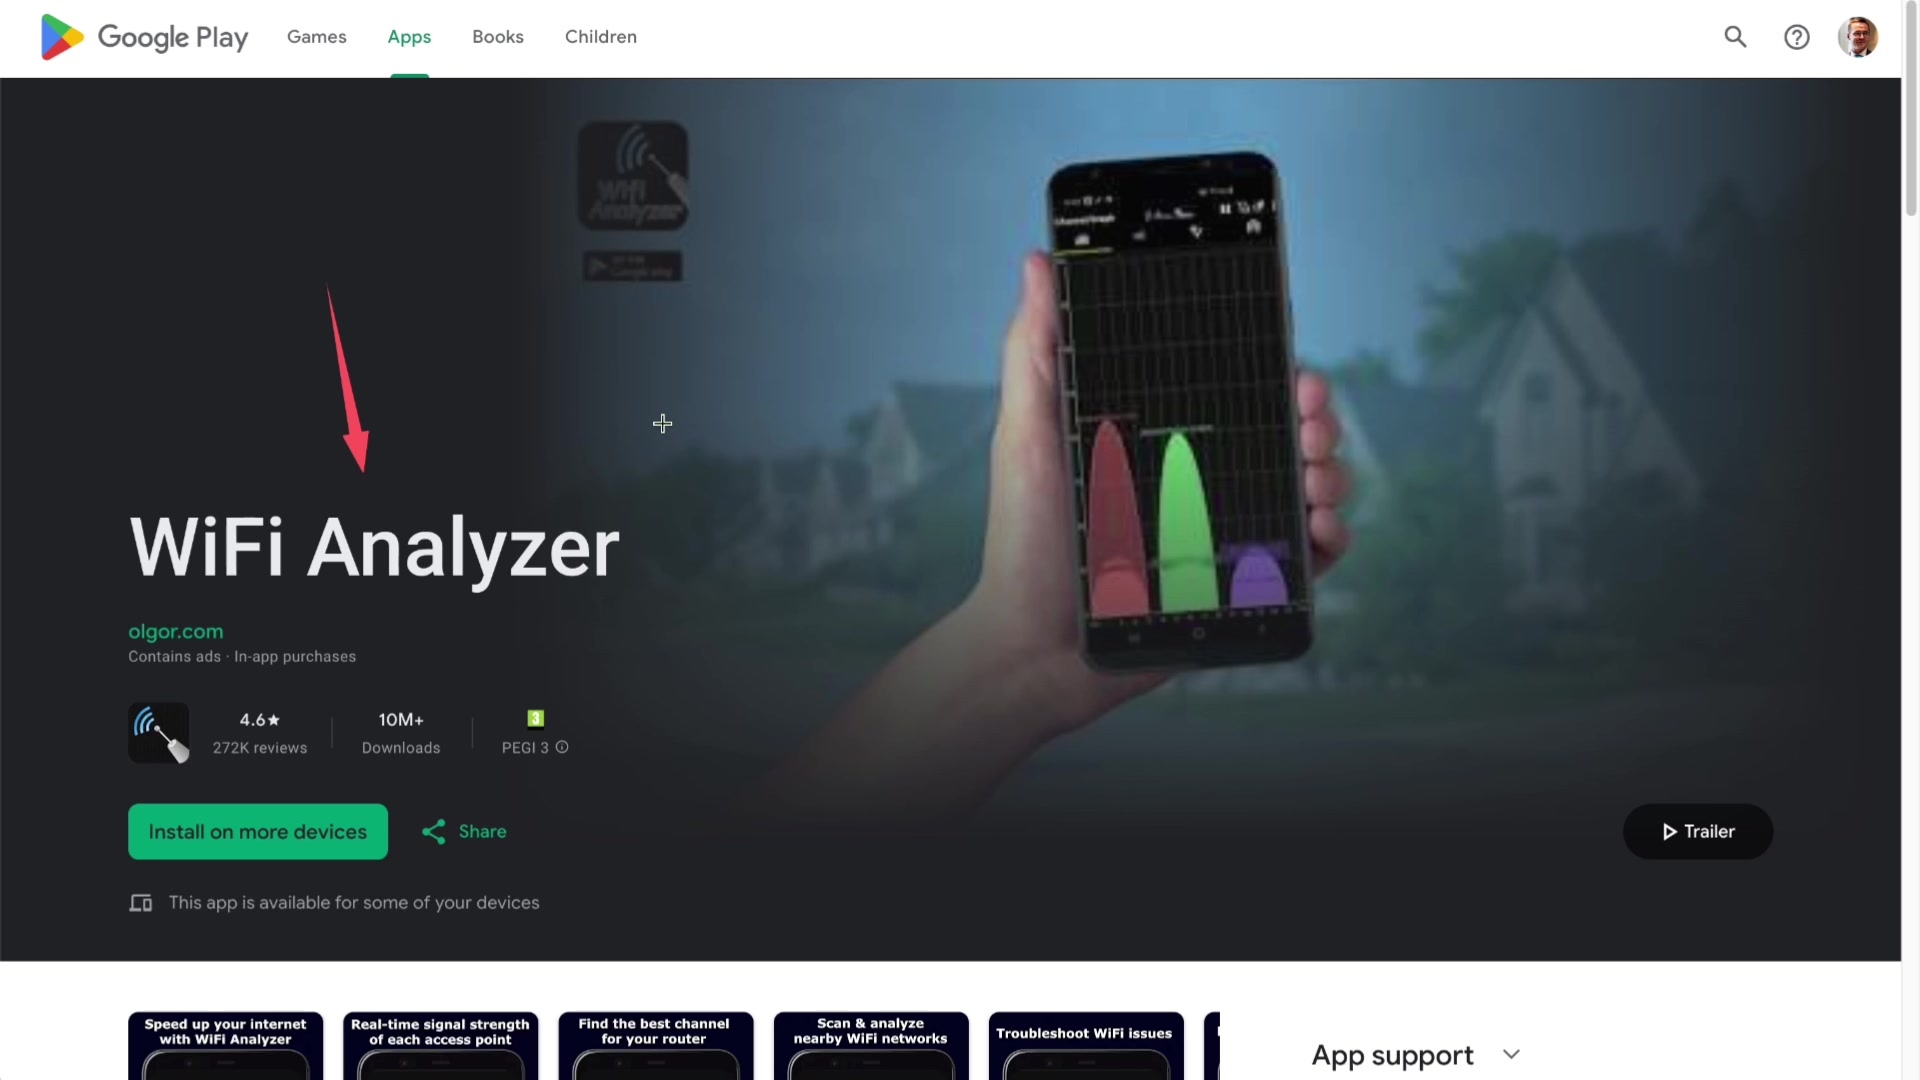 Google Play
Games
Apps
Books
Children
WiFi
Analyzer
WiFi Analyzer
olgor.com
Contains ads · In-app purchases
4.6★
272K reviews
10M+
Downloads
3
PEGI 3
Install on more devices
Share
Trailer
This app is available for some of your devices
Speed up your internet
with WiFi Analyzer
Real-time signal strength
of each access point
Find the best channel
for your router
Scan & analyze
nearby WiFi networks
Troubleshoot WiFi issues
App support